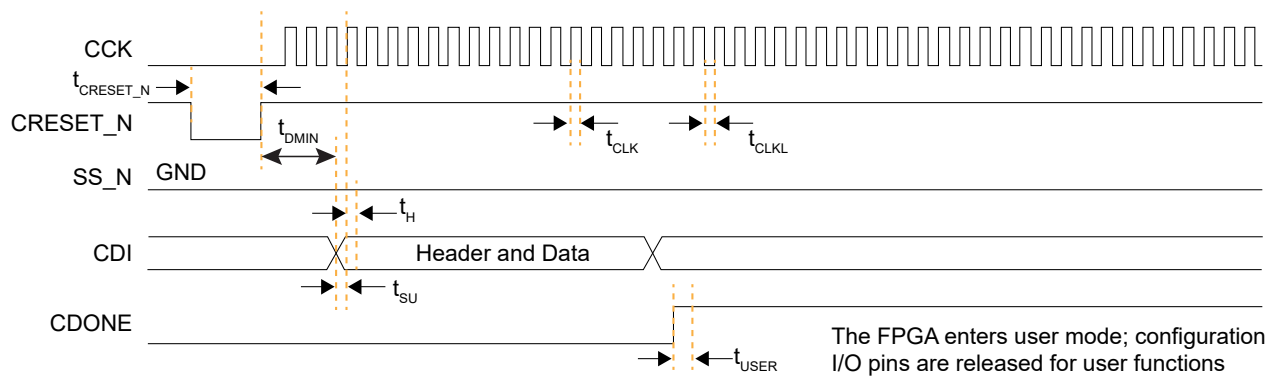 CCK
tCRESET_N
CRESET_N
tDMIN
tCLK
tCLKL
SS_N
GND
tH
CDI
Header and Data
tSU
CDONE
tUSER
The FPGA enters user mode; configuration
I/O pins are released for user functions